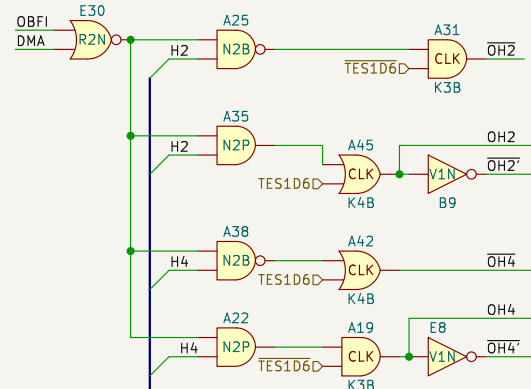 E30
OBFI
DMA
R2N
A25
H2
N2B
A31
TES1D6
CLK
K3B
OH2
A35
H2
N2P
A45
TES1D6
CLK
K4B
OH2
V1N
OH2'
B9
A38
H4
N2B
A42
TES1D6
CLK
K4B
OH4
A22
H4
N2P
A19
TES1D6
CLK
K3B
OH4
E8
V1N
OH4'